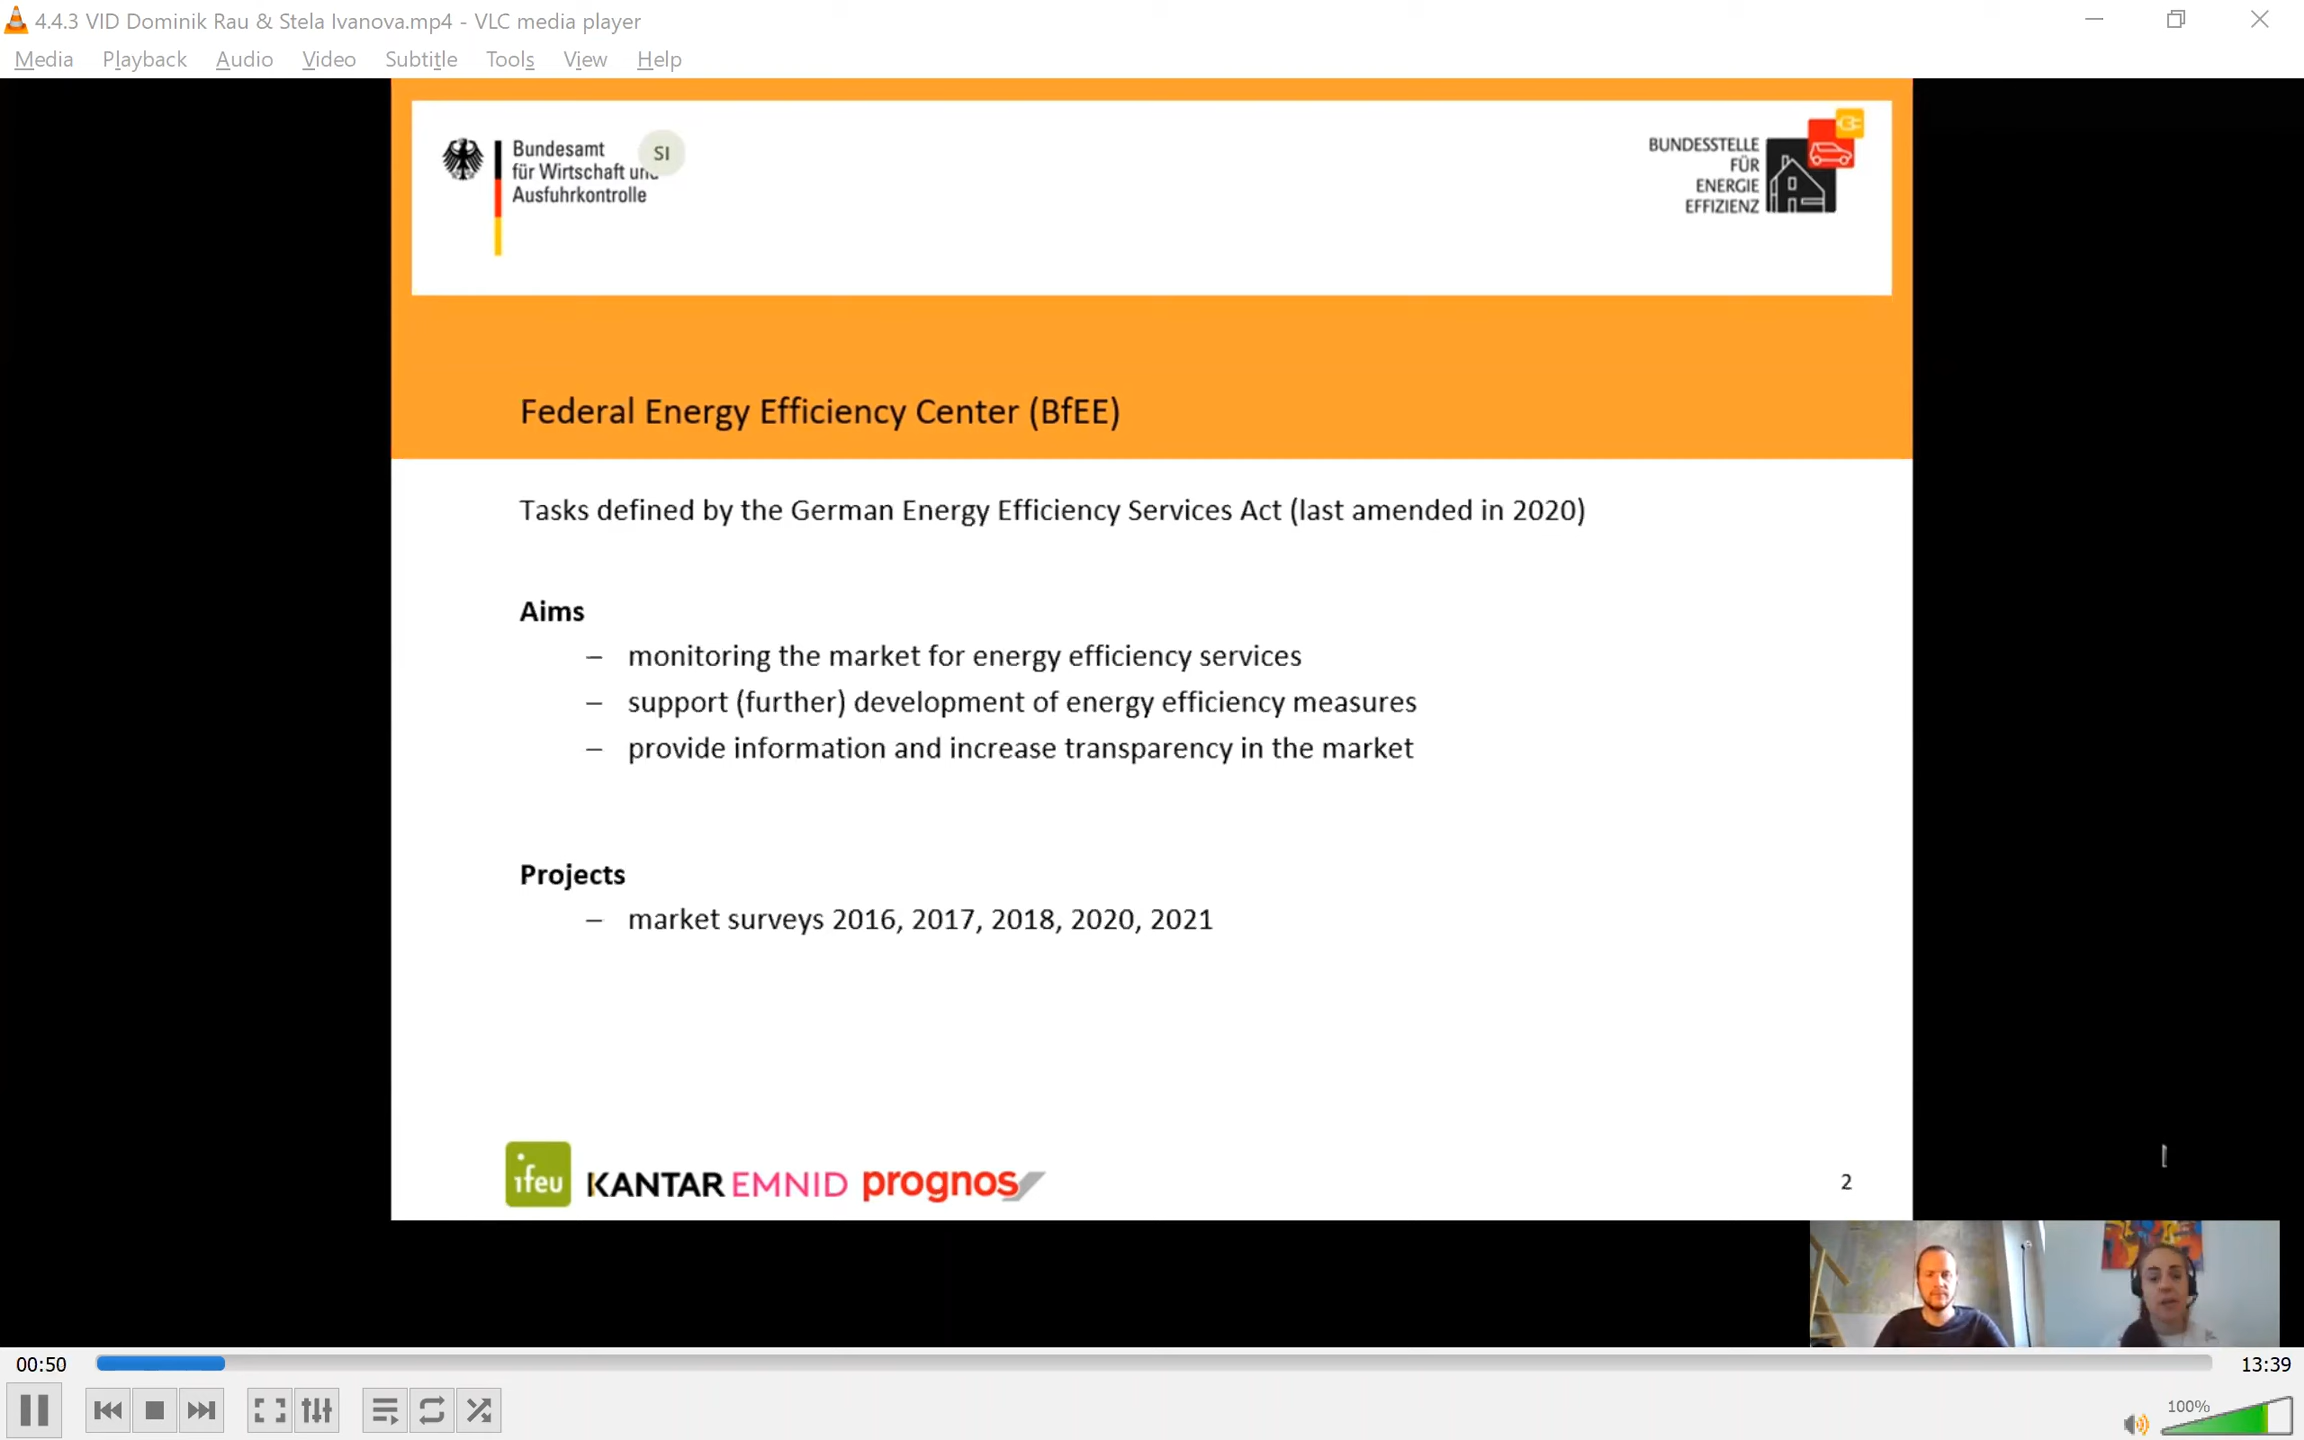 4.4.3 VID Dominik Rau & Stela Ivanova.mp4 - VLC media player
Media Playback Audio Video Subtitle Tools View Help
Bundesamt
für Wirtschaft und
Ausfuhrkontrolle
SI
BUNDESSTELLE
FÜR
ENERGIE
EFFIZIENZ
Federal Energy Efficiency Center (BfEE)
Tasks defined by the German Energy Efficiency Services Act (last amended in 2020)
Aims
– monitoring the market for energy efficiency services
– support (further) development of energy efficiency measures
– provide information and increase transparency in the market
Projects
– market surveys 2016, 2017, 2018, 2020, 2021
ifeu KANTAR EMNID prognos
2
00:50
13:39
100%